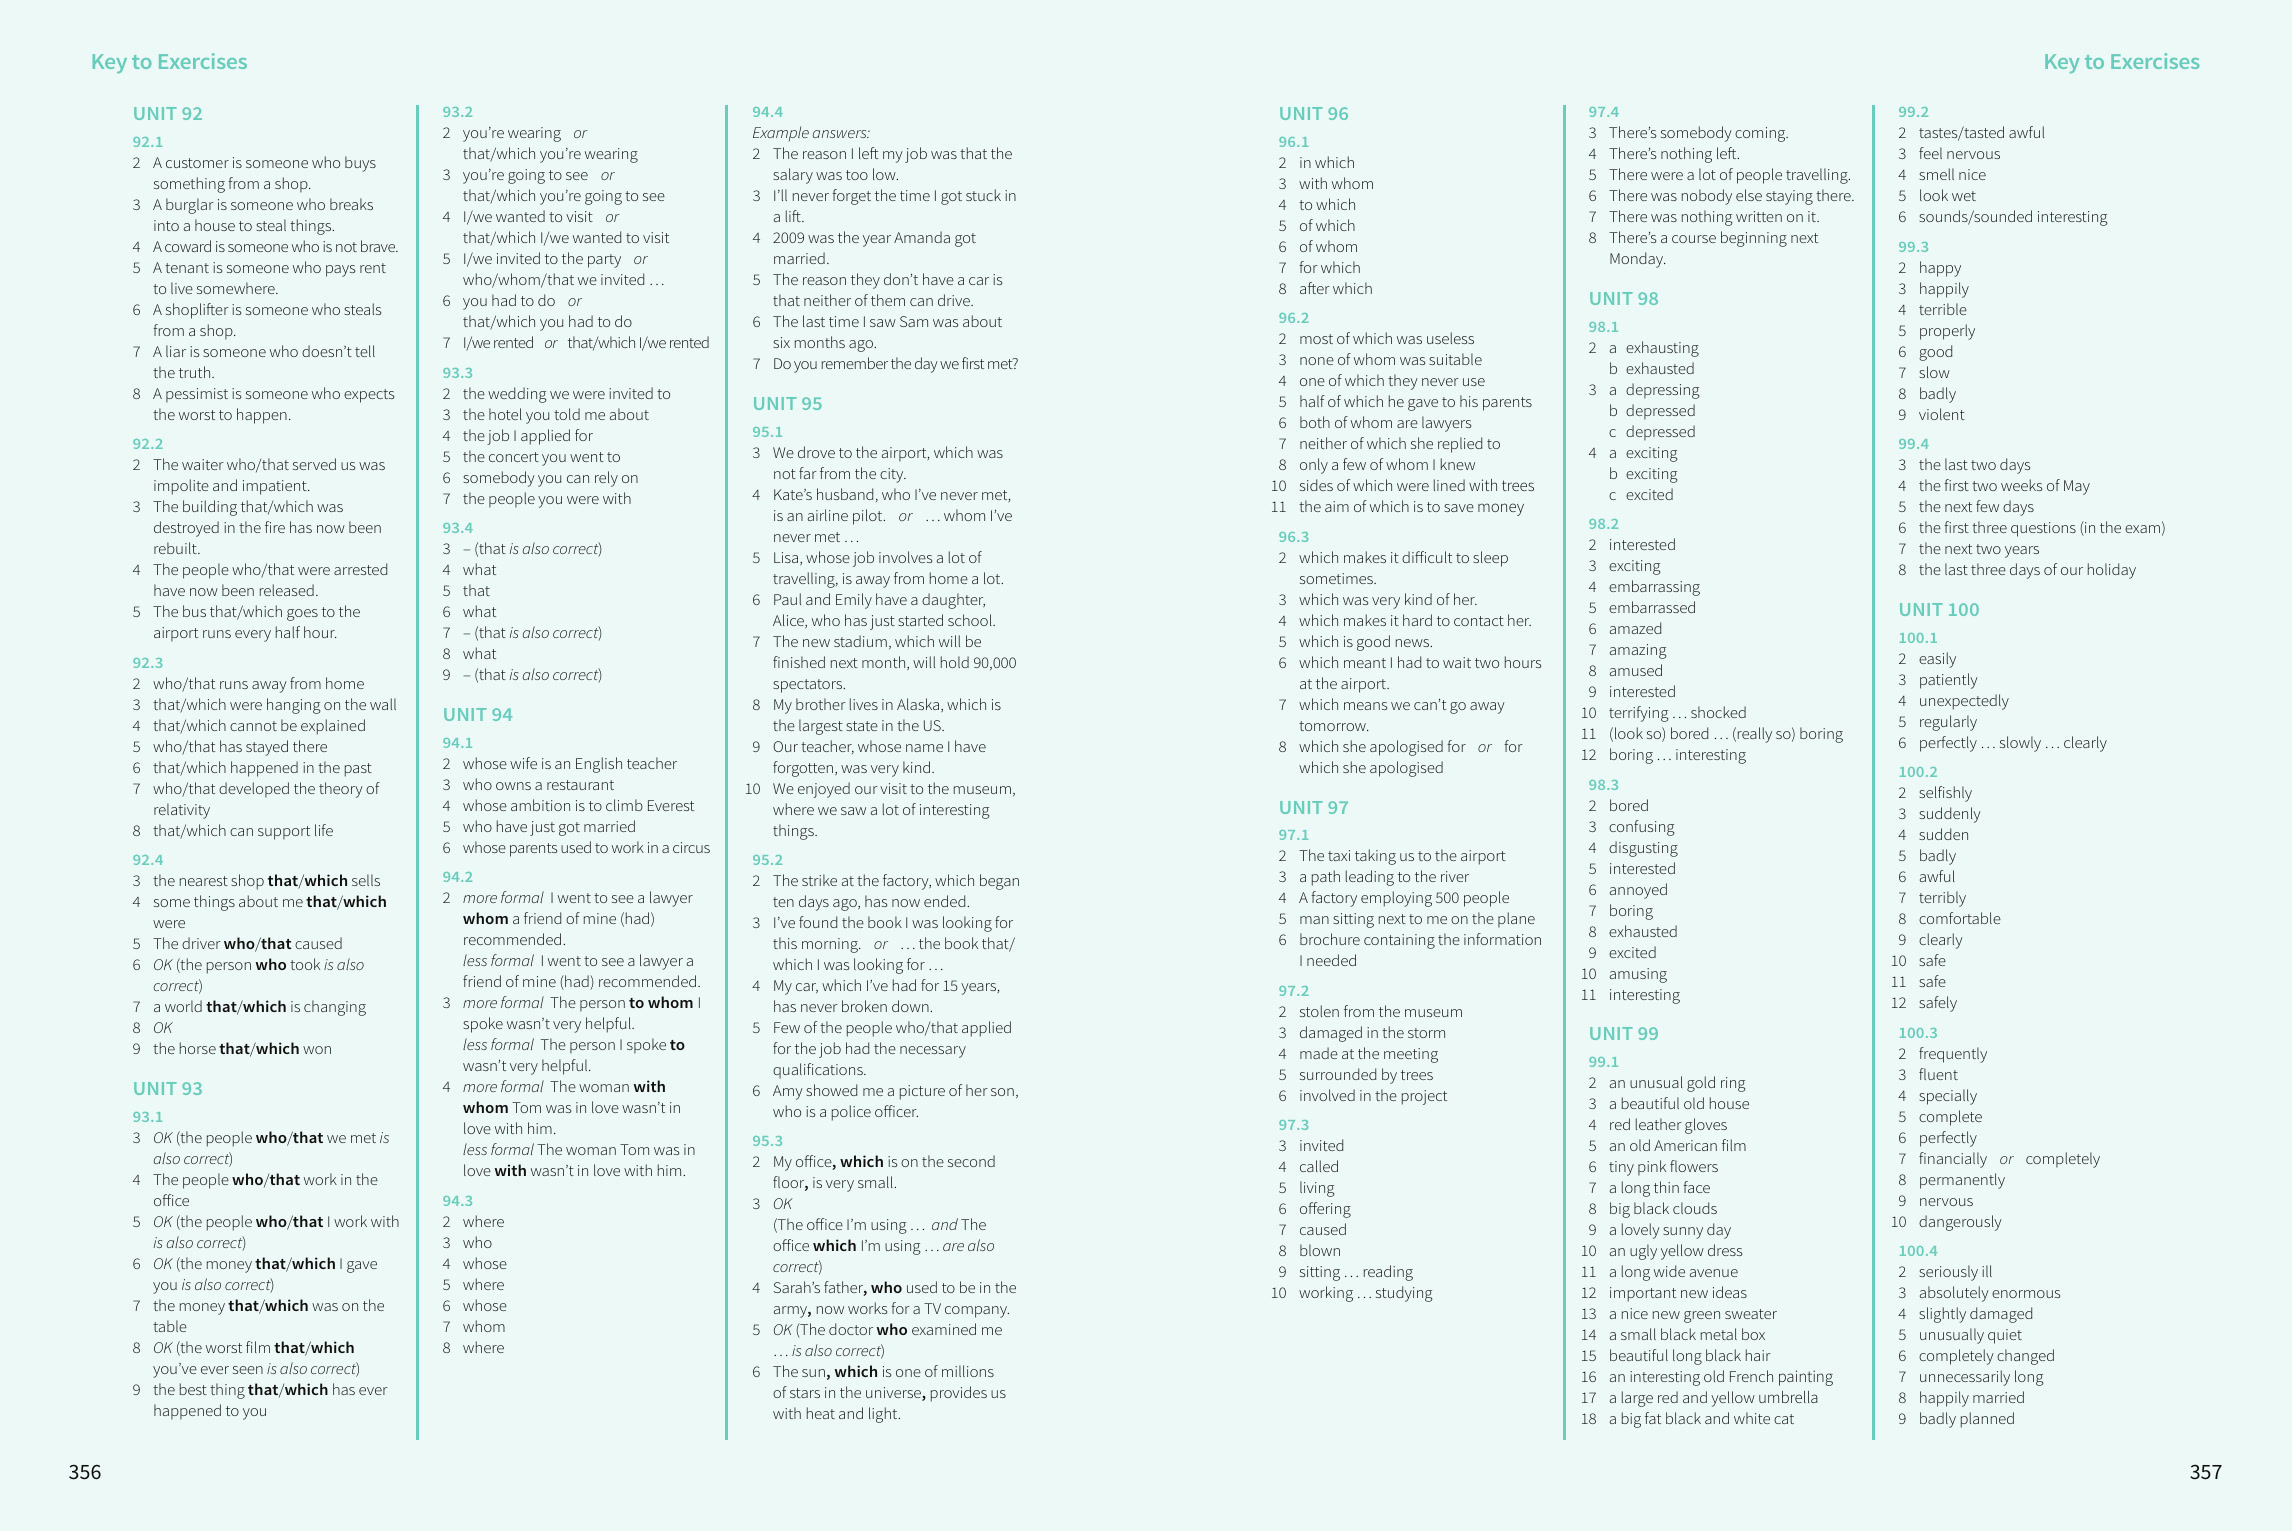 Key to Exercises
UNIT 92
92.1
2 A customer is someone who buys
something from a shop.
3 A burglar is someone who breaks
into a house to steal things.
4 A coward is someone who is not brave.
5 A tenant is someone who pays rent
to live somewhere.
6 A shoplifter is someone who steals
from a shop.
7 A liar is someone who doesn’t tell
the truth.
8 A pessimist is someone who expects
the worst to happen.
92.2
2 The waiter who/that served us was
impolite and impatient.
3 The building that/which was
destroyed in the fire has now been
rebuilt.
4 The people who/that were arrested
have now been released.
5 The bus that/which goes to the
airport runs every half hour.
92.3
2 who/that runs away from home
3 that/which were hanging on the wall
4 that/which cannot be explained
5 who/that has stayed there
6 that/which happened in the past
7 who/that developed the theory of
relativity
8 that/which can support life
92.4
3 the nearest shop that/which sells
4 some things about me that/which
were
5 The driver who/that caused
6 OK (the person who took is also
correct)
7 a world that/which is changing
8 OK
9 the horse that/which won
UNIT 93
93.1
3 OK (the people who/that we met is
also correct)
4 The people who/that work in the
office
5 OK (the people who/that I work with
is also correct)
6 OK (the money that/which I gave
you is also correct)
7 the money that/which was on the
table
8 OK (the worst film that/which
you’ve ever seen is also correct)
9 the best thing that/which has ever
happened to you
93.2
2 you’re wearing or
that/which you’re wearing
3 you’re going to see or
that/which you’re going to see
4 I/we wanted to visit or
that/which I/we wanted to visit
5 I/we invited to the party or
who/whom/that we invited …
6 you had to do or
that/which you had to do
7 I/we rented or that/which I/we rented
93.3
2 the wedding we were invited to
3 the hotel you told me about
4 the job I applied for
5 the concert you went to
6 somebody you can rely on
7 the people you were with
93.4
3 – (that is also correct)
4 what
5 that
6 what
7 – (that is also correct)
8 what
9 – (that is also correct)
UNIT 94
94.1
2 whose wife is an English teacher
3 who owns a restaurant
4 whose ambition is to climb Everest
5 who have just got married
6 whose parents used to work in a circus
94.2
2 more formal I went to see a lawyer
whom a friend of mine (had)
recommended.
less formal I went to see a lawyer a
friend of mine (had) recommended.
3 more formal The person to whom I
spoke wasn’t very helpful.
less formal The person I spoke to
wasn’t very helpful.
4 more formal The woman with
whom Tom was in love wasn’t in
love with him.
less formal The woman Tom was in
love with wasn’t in love with him.
94.3
2 where
3 who
4 whose
5 where
6 whose
7 whom
8 where
94.4
Example answers:
2 The reason I left my job was that the
salary was too low.
3 I’ll never forget the time I got stuck in
a lift.
4 2009 was the year Amanda got
married.
5 The reason they don’t have a car is
that neither of them can drive.
6 The last time I saw Sam was about
six months ago.
7 Do you remember the day we first met?
UNIT 95
95.1
3 We drove to the airport, which was
not far from the city.
4 Kate’s husband, who I’ve never met,
is an airline pilot. or … whom I’ve
never met …
5 Lisa, whose job involves a lot of
travelling, is away from home a lot.
6 Paul and Emily have a daughter,
Alice, who has just started school.
7 The new stadium, which will be
finished next month, will hold 90,000
spectators.
8 My brother lives in Alaska, which is
the largest state in the US.
9 Our teacher, whose name I have
forgotten, was very kind.
10 We enjoyed our visit to the museum,
where we saw a lot of interesting
things.
95.2
2 The strike at the factory, which began
ten days ago, has now ended.
3 I’ve found the book I was looking for
this morning. or … the book that/
which I was looking for …
4 My car, which I’ve had for 15 years,
has never broken down.
5 Few of the people who/that applied
for the job had the necessary
qualifications.
6 Amy showed me a picture of her son,
who is a police officer.
95.3
2 My office, which is on the second
floor, is very small.
3 OK
(The office I’m using … and The
office which I’m using … are also
correct)
4 Sarah’s father, who used to be in the
army, now works for a TV company.
5 OK (The doctor who examined me
… is also correct)
6 The sun, which is one of millions
of stars in the universe, provides us
with heat and light.
356
Key to Exercises
UNIT 96
96.1
2 in which
3 with whom
4 to which
5 of which
6 of whom
7 for which
8 after which
96.2
2 most of which was useless
3 none of whom was suitable
4 one of which they never use
5 half of which he gave to his parents
6 both of whom are lawyers
7 neither of which she replied to
8 only a few of whom I knew
10 sides of which were lined with trees
11 the aim of which is to save money
96.3
2 which makes it difficult to sleep
sometimes.
3 which was very kind of her.
4 which makes it hard to contact her.
5 which is good news.
6 which meant I had to wait two hours
at the airport.
7 which means we can’t go away
tomorrow.
8 which she apologised for or for
which she apologised
UNIT 97
97.1
2 The taxi taking us to the airport
3 a path leading to the river
4 A factory employing 500 people
5 man sitting next to me on the plane
6 brochure containing the information
I needed
97.2
2 stolen from the museum
3 damaged in the storm
4 made at the meeting
5 surrounded by trees
6 involved in the project
97.3
3 invited
4 called
5 living
6 offering
7 caused
8 blown
9 sitting … reading
10 working … studying
97.4
3 There’s somebody coming.
4 There’s nothing left.
5 There were a lot of people travelling.
6 There was nobody else staying there.
7 There was nothing written on it.
8 There’s a course beginning next
Monday.
UNIT 98
98.1
2 a exhausting
b exhausted
3 a depressing
b depressed
c depressed
4 a exciting
b exciting
c excited
98.2
2 interested
3 exciting
4 embarrassing
5 embarrassed
6 amazed
7 amazing
8 amused
9 interested
10 terrifying … shocked
11 (look so) bored … (really so) boring
12 boring … interesting
98.3
2 bored
3 confusing
4 disgusting
5 interested
6 annoyed
7 boring
8 exhausted
9 excited
10 amusing
11 interesting
UNIT 99
99.1
2 an unusual gold ring
3 a beautiful old house
4 red leather gloves
5 an old American film
6 tiny pink flowers
7 a long thin face
8 big black clouds
9 a lovely sunny day
10 an ugly yellow dress
11 a long wide avenue
12 important new ideas
13 a nice new green sweater
14 a small black metal box
15 beautiful long black hair
16 an interesting old French painting
17 a large red and yellow umbrella
18 a big fat black and white cat
99.2
2 tastes/tasted awful
3 feel nervous
4 smell nice
5 look wet
6 sounds/sounded interesting
99.3
2 happy
3 happily
4 terrible
5 properly
6 good
7 slow
8 badly
9 violent
99.4
3 the last two days
4 the first two weeks of May
5 the next few days
6 the first three questions (in the exam)
7 the next two years
8 the last three days of our holiday
UNIT 100
100.1
2 easily
3 patiently
4 unexpectedly
5 regularly
6 perfectly … slowly … clearly
100.2
2 selfishly
3 suddenly
4 sudden
5 badly
6 awful
7 terribly
8 comfortable
9 clearly
10 safe
11 safe
12 safely
100.3
2 frequently
3 fluent
4 specially
5 complete
6 perfectly
7 financially or completely
8 permanently
9 nervous
10 dangerously
100.4
2 seriously ill
3 absolutely enormous
4 slightly damaged
5 unusually quiet
6 completely changed
7 unnecessarily long
8 happily married
9 badly planned
357